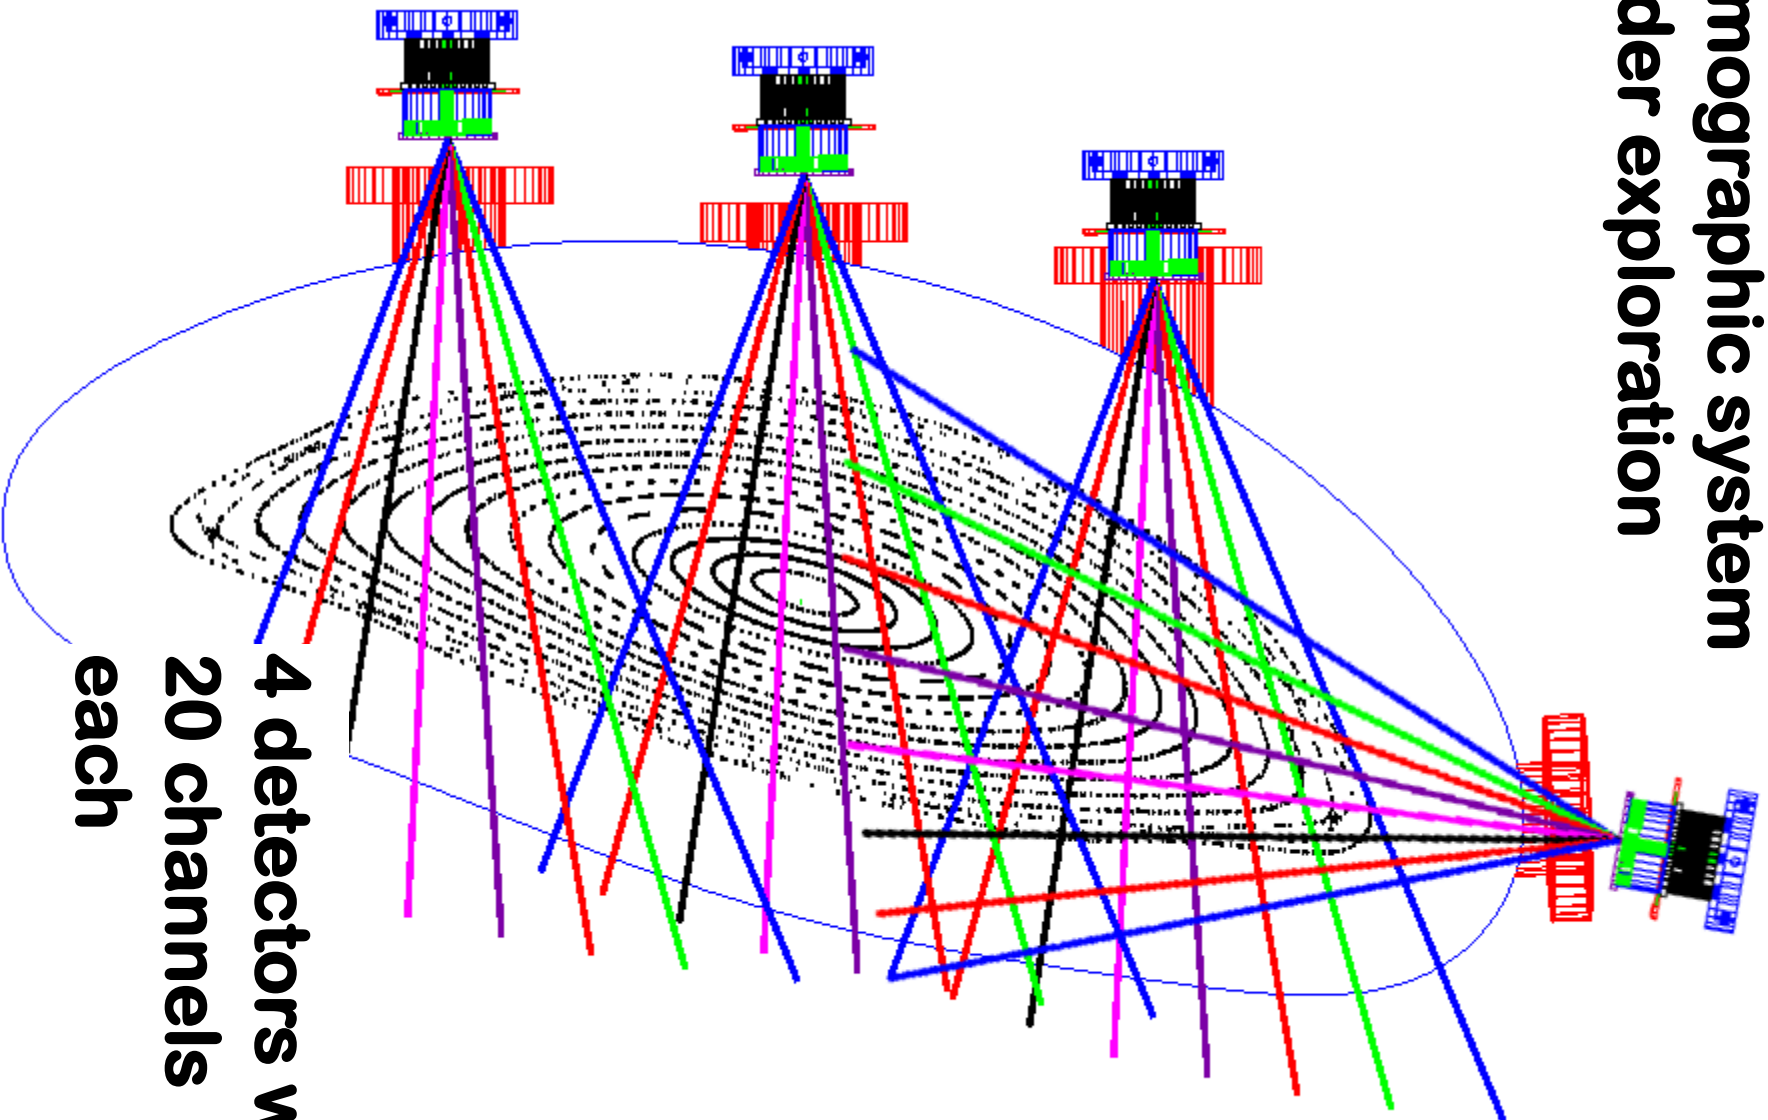 mographic system
der exploration
4 detectors w
20 channels
each